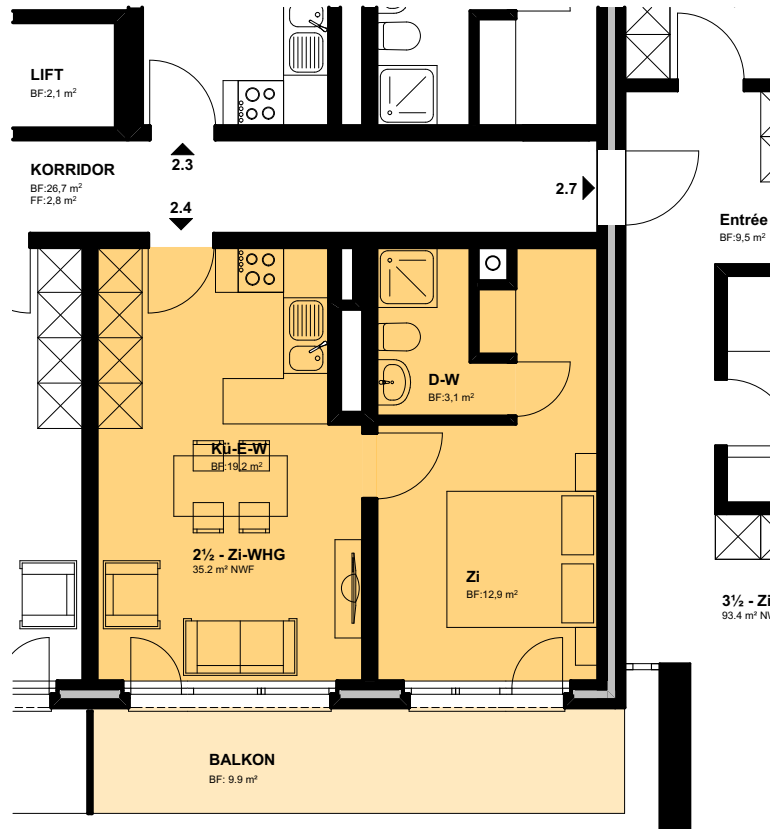 LIFT
BF:2,1 m²
KORRIDOR
BF:26,7 m²
FF:2,8 m²
2.3
2.4
2.7
Entrée
BF:9,5 m²
D-W
BF:3,1 m²
Kü-E-W
BF:19,2 m²
2½ - Zi-WHG
35.2 m² NWF
Zi
BF:12,9 m²
3½ - Zi
93.4 m² NW
BALKON
BF: 9.9 m²